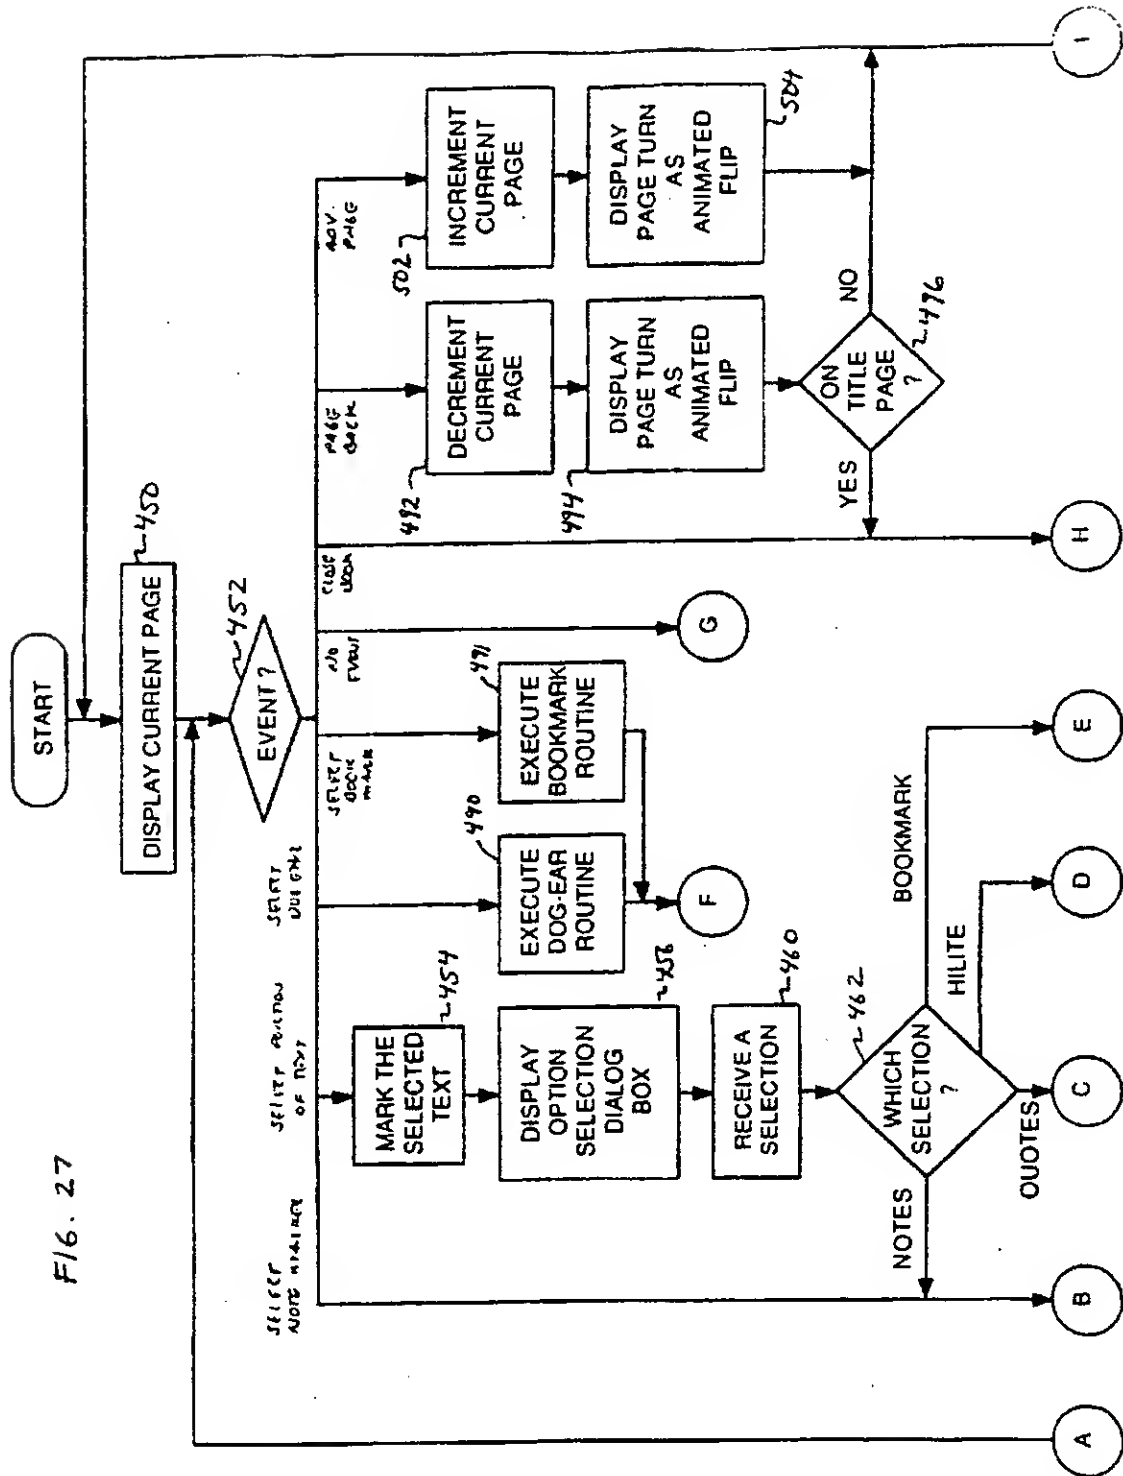 FIG. 27
START
DISPLAY CURRENT PAGE
450
EVENT ?
452
SELECT
NOTE MARKER
SELECT PORTION
OF TEXT
SELECT
DOG EAR
SELECT
BOOK
MARK
NO
EVENT
CLOSE
BOOK
PAGE
BACK
ADV.
PAGE
MARK THE
SELECTED
TEXT
454
DISPLAY
OPTION
SELECTION
DIALOG
BOX
458
RECEIVE A
SELECTION
460
WHICH
SELECTION
?
462
NOTES
QUOTES
HILITE
BOOKMARK
490
EXECUTE
DOG-EAR
ROUTINE
491
EXECUTE
BOOKMARK
ROUTINE
492
DECREMENT
CURRENT
PAGE
494
DISPLAY
PAGE TURN
AS
ANIMATED
FLIP
ON
TITLE
PAGE
?
496
YES
NO
502
INCREMENT
CURRENT
PAGE
DISPLAY
PAGE TURN
AS
ANIMATED
FLIP
504
F
G
A
B
C
D
E
H
I